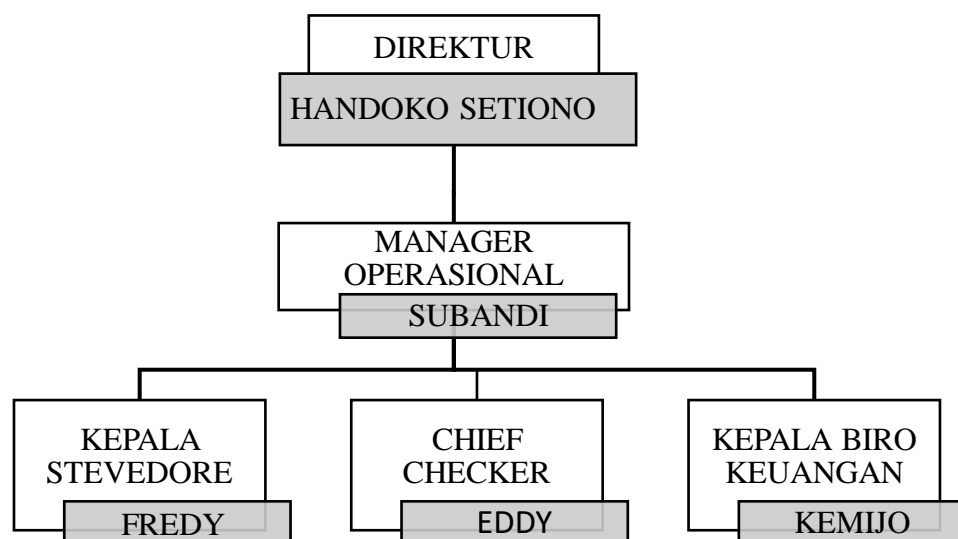 DIREKTUR
HANDOKO SETIONO
MANAGER
OPERASIONAL
SUBANDI
KEPALA
STEVEDORE
FREDY
CHIEF
CHECKER
EDDY
KEPALA BIRO
KEUANGAN
KEMIJO